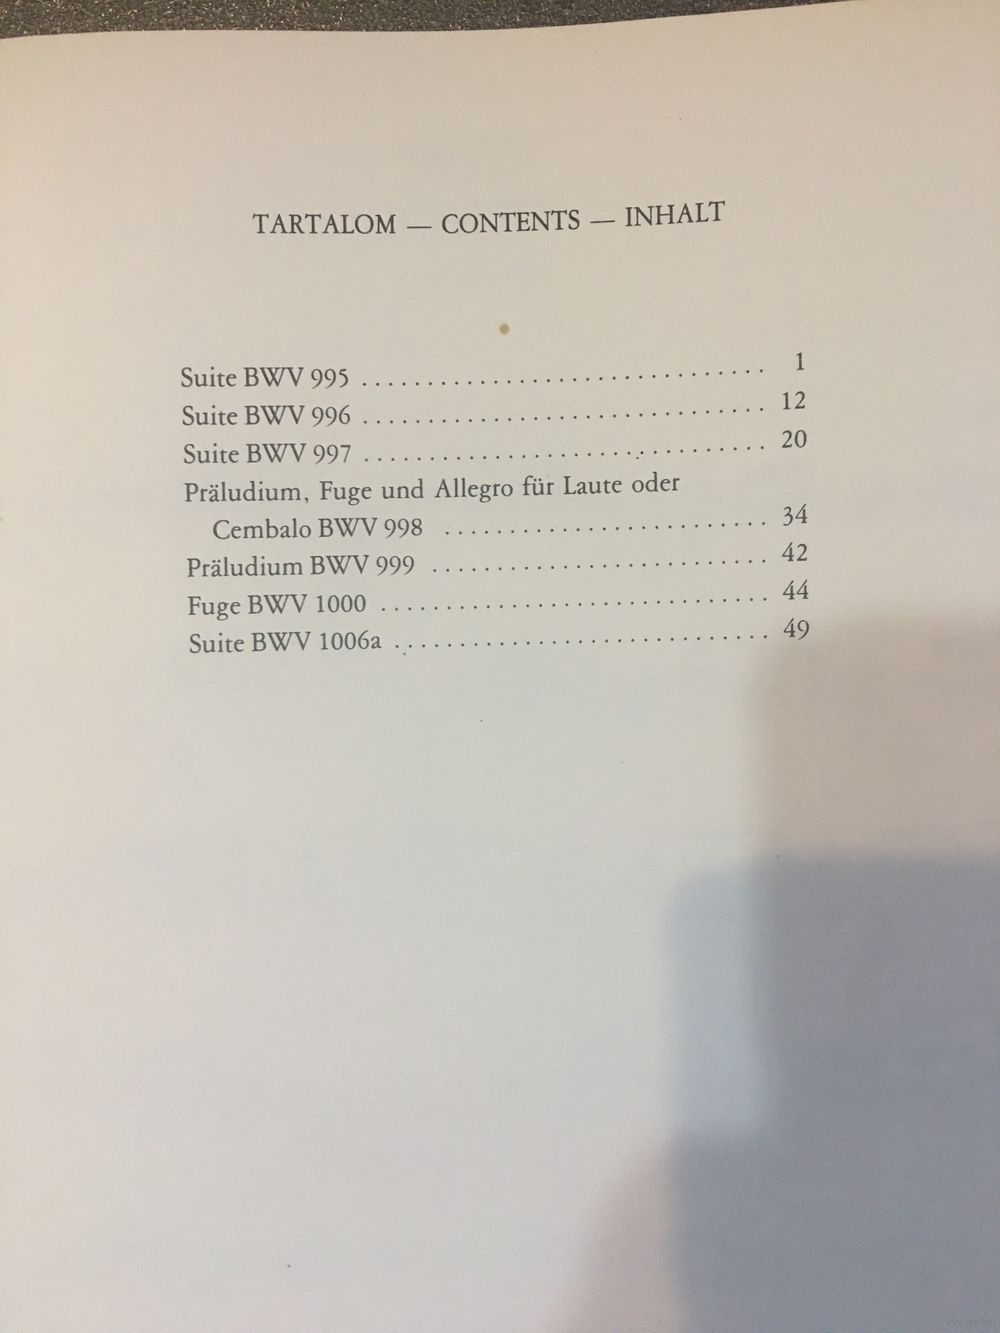 TARTALOM — CONTENTS — INHALT
Suite BWV 995 ............................... 1
Suite BWV 996 ............................... 12
Suite BWV 997 ............................... 20
Präludium, Fuge und Allegro für Laute oder
Cembalo BWV 998 ......................... 34
Präludium BWV 999 .......................... 42
Fuge BWV 1000 .............................. 44
Suite BWV 1006a ............................. 49